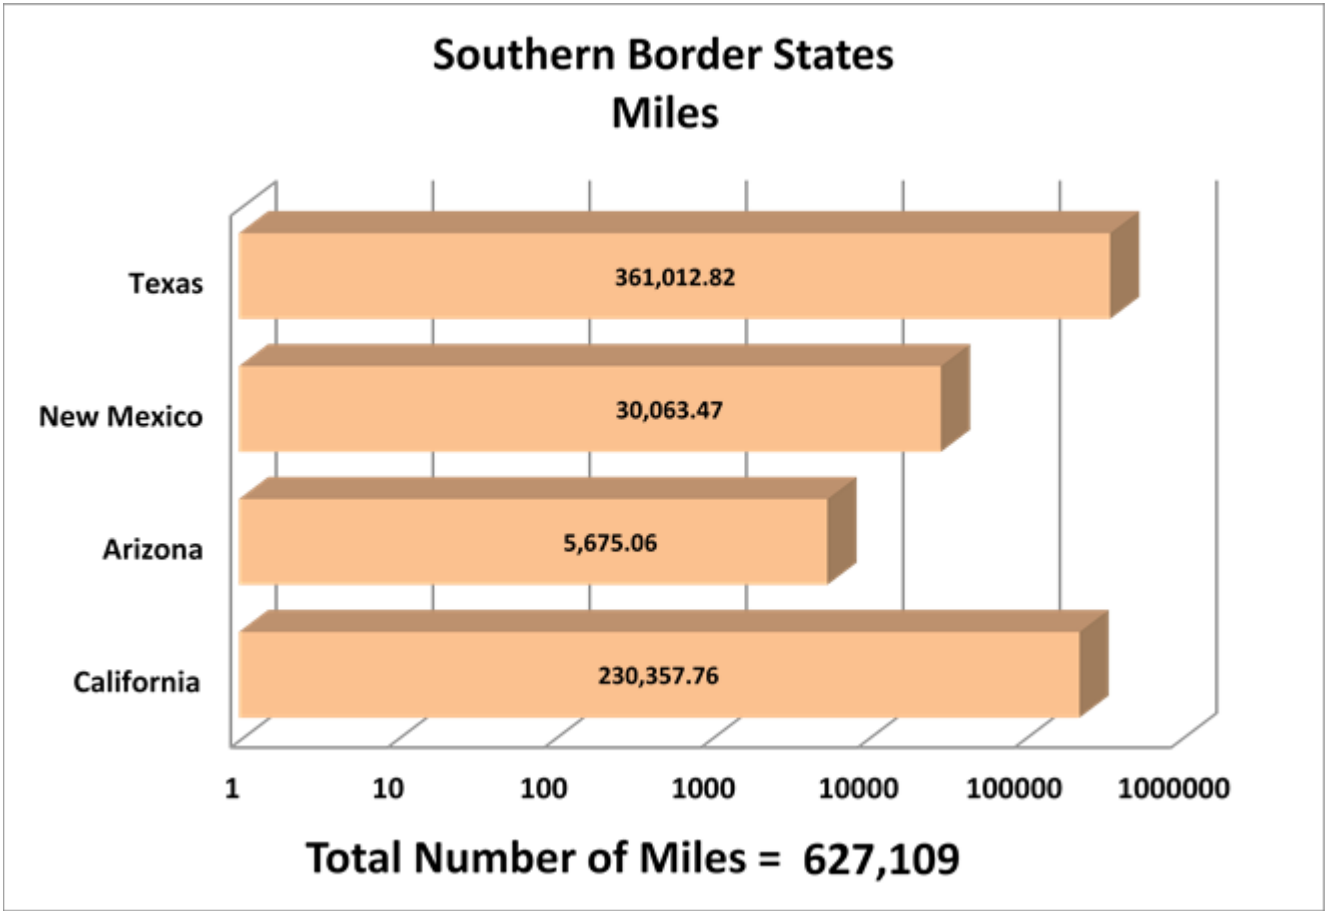 Southern Border States
Miles
Texas
361,012.82
New Mexico
30,063.47
Arizona
5,675.06
California
230,357.76
1 10 100 1000 10000 100000 1000000
Total Number of Miles = 627,109